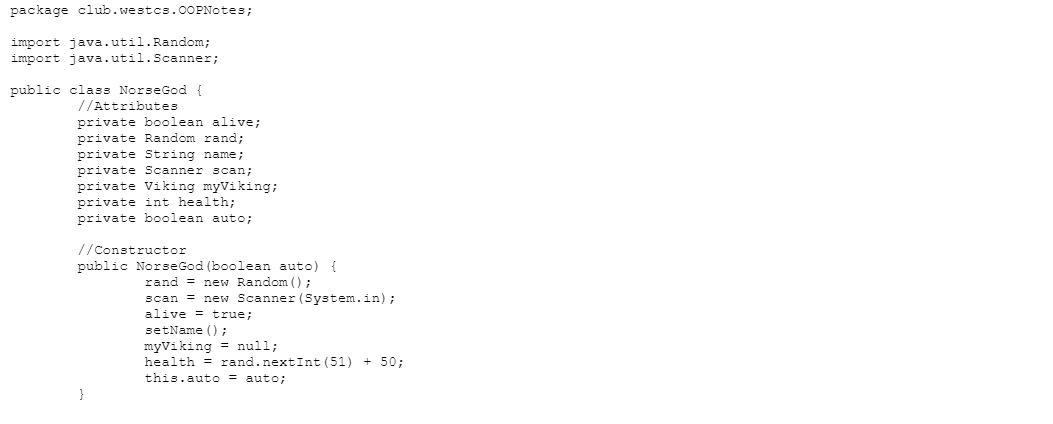 package club.westcs.OOPNotes;
import java.util.Random;
import java.util.Scanner;
public class NorseGod {
//Attributes
private boolean alive;
private Random rand;
private String name;
private Scanner scan;
private Viking myViking;
private int health;
private boolean auto;
//Constructor
public NorseGod(boolean auto) {
rand = new Random();
scan = new Scanner(System.in);
alive = true;
setName();
myViking = null;
health = rand.nextInt(51) + 50;
this.auto = auto;
}